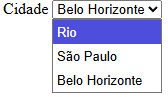 Cidade Belo Horizonte
Rio
São Paulo
Belo Horizonte